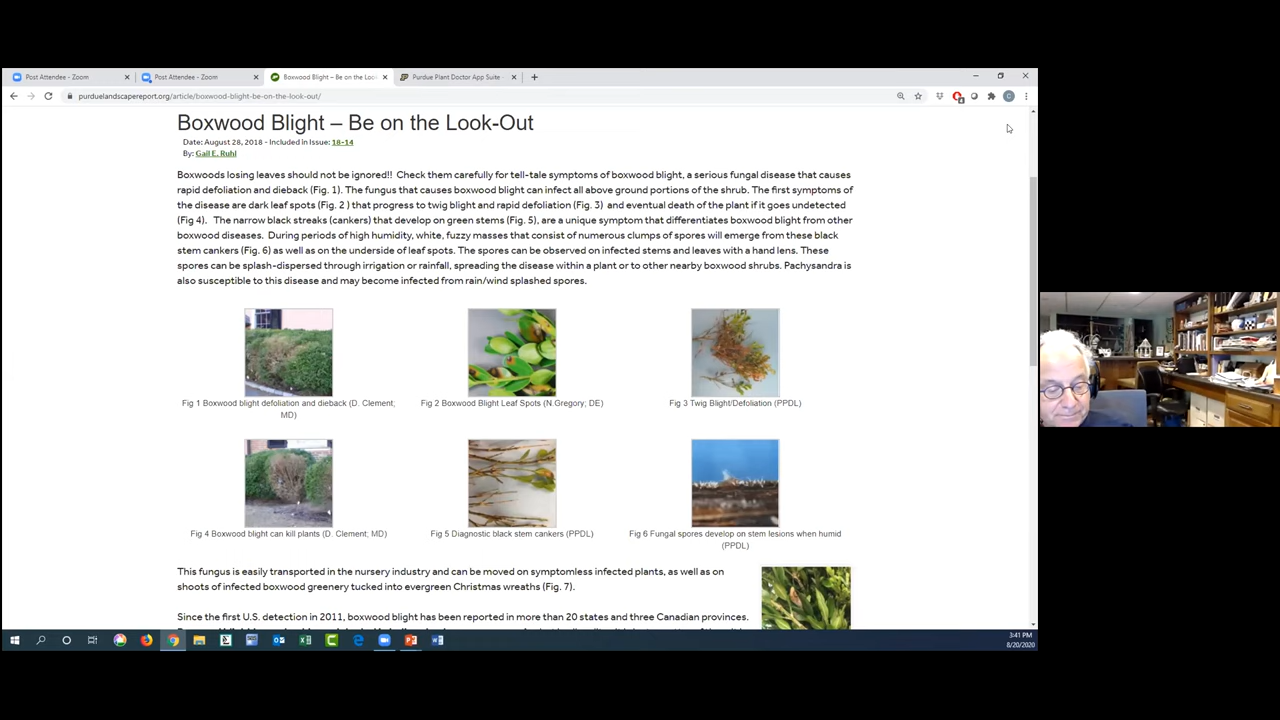 Post Attendee - Zoom
Post Attendee - Zoom
Boxwood Blight – Be on the Loo
Purdue Plant Doctor App Suite
purduelandscapereport.org/article/boxwood-blight-be-on-the-look-out/
Boxwood Blight – Be on the Look-Out
Date: August 28, 2018 - Included in Issue: 18-14
By: Gail E. Ruhl
Boxwoods losing leaves should not be ignored!! Check them carefully for tell-tale symptoms of boxwood blight, a serious fungal disease that causes
rapid defoliation and dieback (Fig. 1). The fungus that causes boxwood blight can infect all above ground portions of the shrub. The first symptoms of
the disease are dark leaf spots (Fig. 2 ) that progress to twig blight and rapid defoliation (Fig. 3) and eventual death of the plant if it goes undetected
(Fig 4). The narrow black streaks (cankers) that develop on green stems (Fig. 5), are a unique symptom that differentiates boxwood blight from other
boxwood diseases. During periods of high humidity, white, fuzzy masses that consist of numerous clumps of spores will emerge from these black
stem cankers (Fig. 6) as well as on the underside of leaf spots. The spores can be observed on infected stems and leaves with a hand lens. These
spores can be splash-dispersed through irrigation or rainfall, spreading the disease within a plant or to other nearby boxwood shrubs. Pachysandra is
also susceptible to this disease and may become infected from rain/wind splashed spores.
Fig 1 Boxwood blight defoliation and dieback (D. Clement;
MD)
Fig 2 Boxwood Blight Leaf Spots (N.Gregory; DE)
Fig 3 Twig Blight/Defoliation (PPDL)
Fig 4 Boxwood blight can kill plants (D. Clement; MD)
Fig 5 Diagnostic black stem cankers (PPDL)
Fig 6 Fungal spores develop on stem lesions when humid
(PPDL)
This fungus is easily transported in the nursery industry and can be moved on symptomless infected plants, as well as on
shoots of infected boxwood greenery tucked into evergreen Christmas wreaths (Fig. 7).
Since the first U.S. detection in 2011, boxwood blight has been reported in more than 20 states and three Canadian provinces.
3:41 PM
8/20/2020